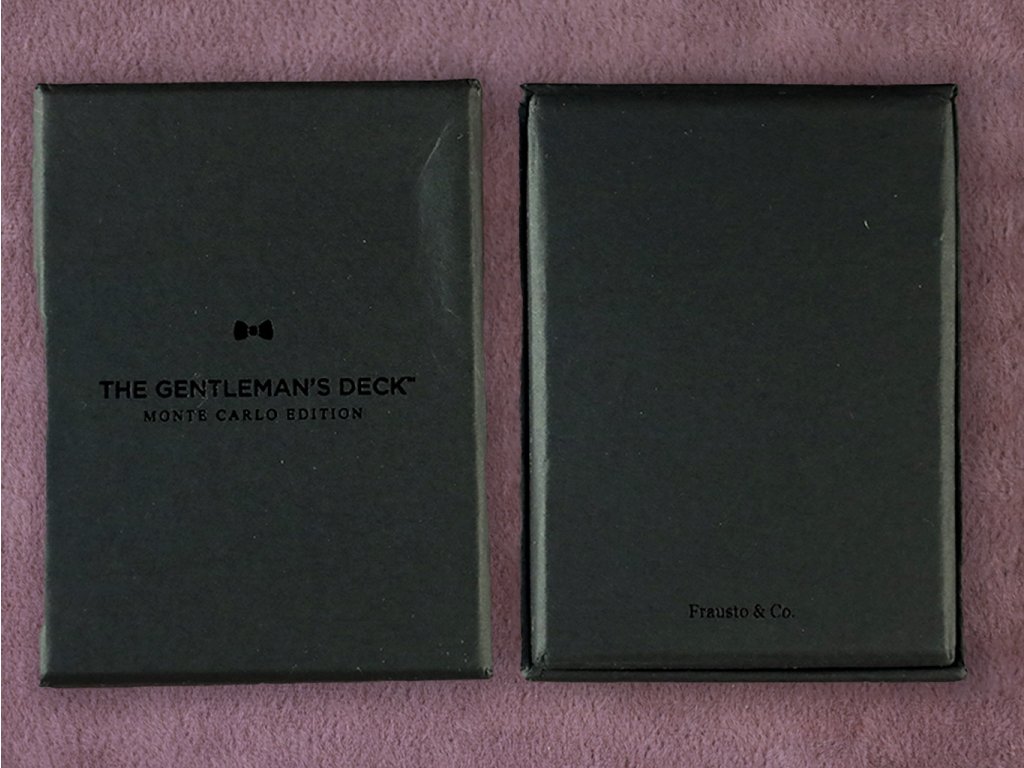 THE GENTLEMAN'S DECK™
MONTE CARLO EDITION
Frausto & Co.